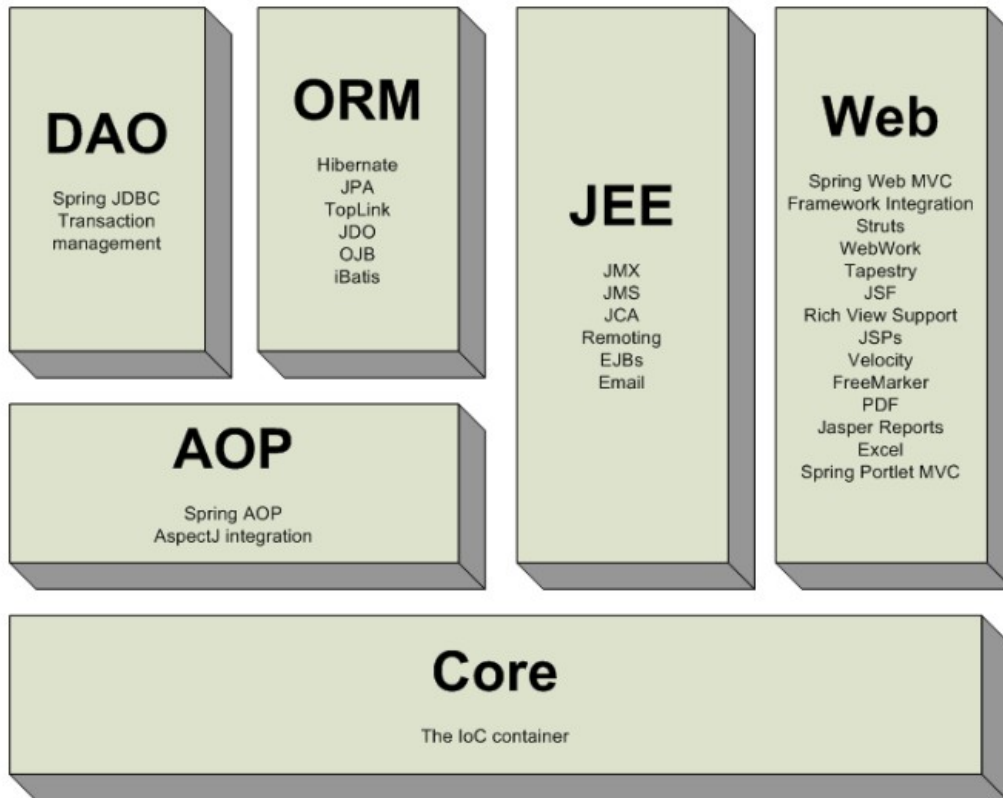 DAO
Spring JDBC
Transaction
management
ORM
Hibernate
JPA
TopLink
JDO
OJB
iBatis
JEE
JMX
JMS
JCA
Remoting
EJBs
Email
Web
Spring Web MVC
Framework Integration
Struts
WebWork
Tapestry
JSF
Rich View Support
JSPs
Velocity
FreeMarker
PDF
Jasper Reports
Excel
Spring Portlet MVC
AOP
Spring AOP
AspectJ integration
Core
The IoC container